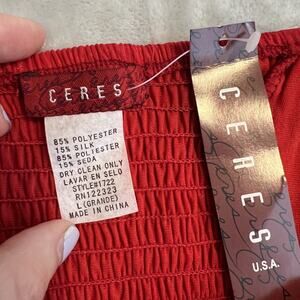 CERES
85% POLYESTER
15% SILK
85% POLIESTER
15% SEDA
DRY CLEAN ONLY
LAVAR EN SELO
STYLE#1722
RN122323
L(GRANDE)
MADE IN CHINA
CERES
U.S.A.